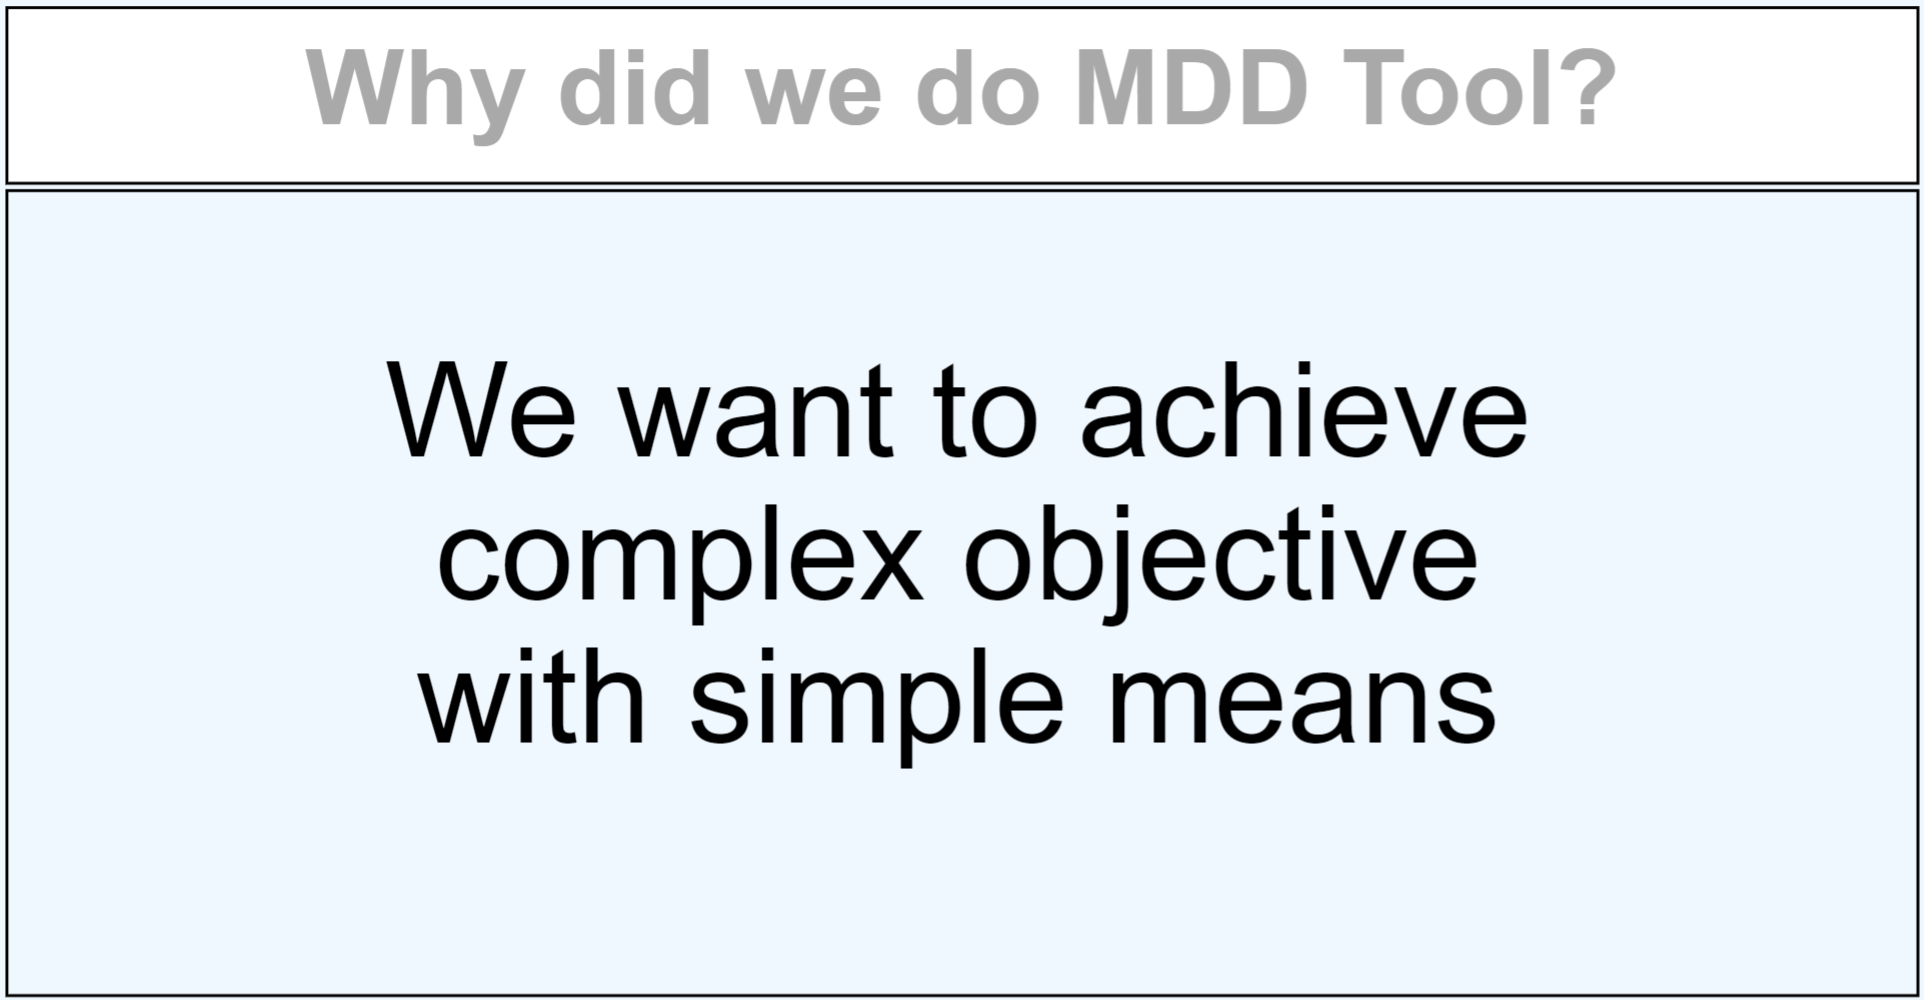 Why did we do MDD Tool?
We want to achieve
complex objective
with simple means